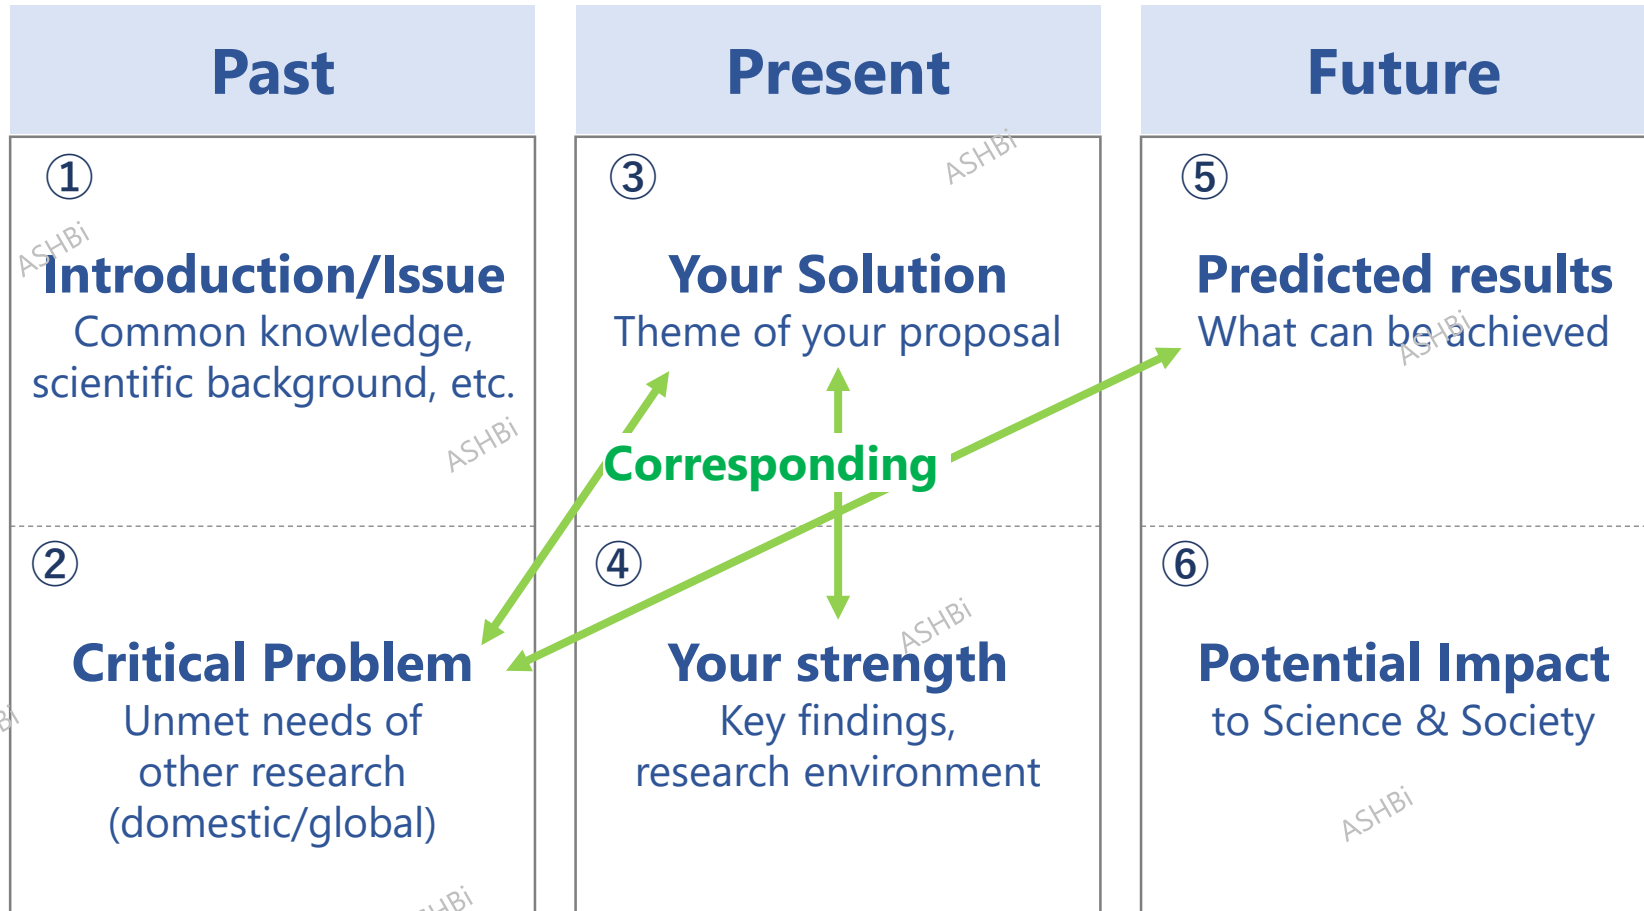 Past
Present
Future
①
Introduction/Issue
Common knowledge,
scientific background, etc.
②
Critical Problem
Unmet needs of
other research
(domestic/global)
③
Your Solution
Theme of your proposal
Corresponding
④
Your strength
Key findings,
research environment
⑤
Predicted results
What can be achieved
⑥
Potential Impact
to Science & Society
ASHBi
ASHBi
ASHBi
ASHBi
ASHBi
ASHBi